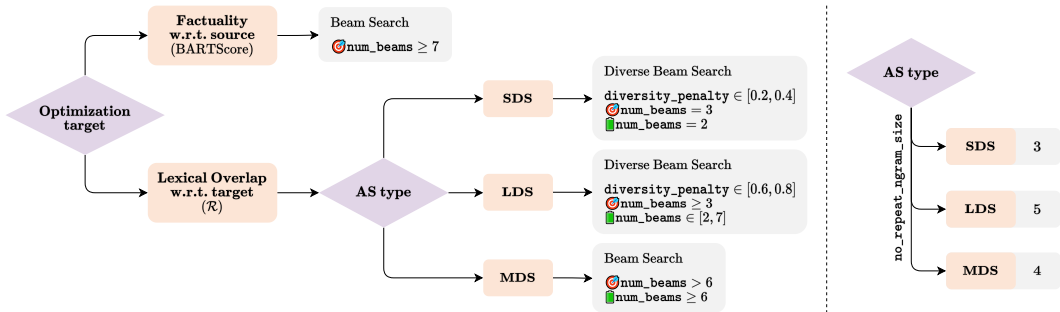 Optimization
target
Factuality
w.r.t. source
(BARTScore)
Beam Search
num_beams ≥ 7
Lexical Overlap
w.r.t. target
(ℛ)
AS type
SDS
Diverse Beam Search
diversity_penalty ∈ [0.2, 0.4]
num_beams = 3
num_beams = 2
LDS
Diverse Beam Search
diversity_penalty ∈ [0.6, 0.8]
num_beams ≥ 3
num_beams ∈ [2, 7]
MDS
Beam Search
num_beams > 6
num_beams ≥ 6
AS type
no_repeat_ngram_size
SDS 3
LDS 5
MDS 4